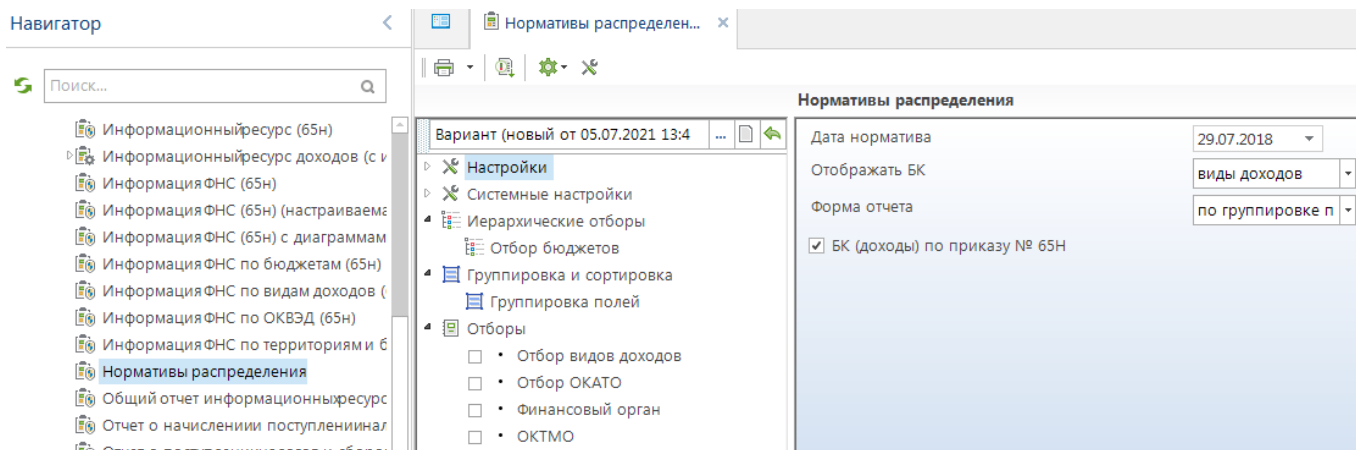 Навигатор
Поиск...
Информационныйресурс (65н)
Информационныйресурс доходов (с и
Информация ФНС (65н)
Информация ФНС (65н) (настраиваема
Информация ФНС (65н) с диаграммам
Информация ФНС по бюджетам (65н)
Информация ФНС по видам доходов (
Информация ФНС по ОКВЭД (65н)
Информация ФНС по территориям и б
Нормативы распределения
Общий отчет информационныхресурс
Отчет о начислениии поступлениинал
Нормативы распределен...
Нормативы распределения
Вариант (новый от 05.07.2021 13:4 ...
Настройки
Системные настройки
Иерархические отборы
Отбор бюджетов
Группировка и сортировка
Группировка полей
Отборы
Отбор видов доходов
Отбор ОКАТО
Финансовый орган
ОКТМО
Дата норматива 29.07.2018
Отображать БК виды доходов
Форма отчета по группировке п
БК (доходы) по приказу № 65Н